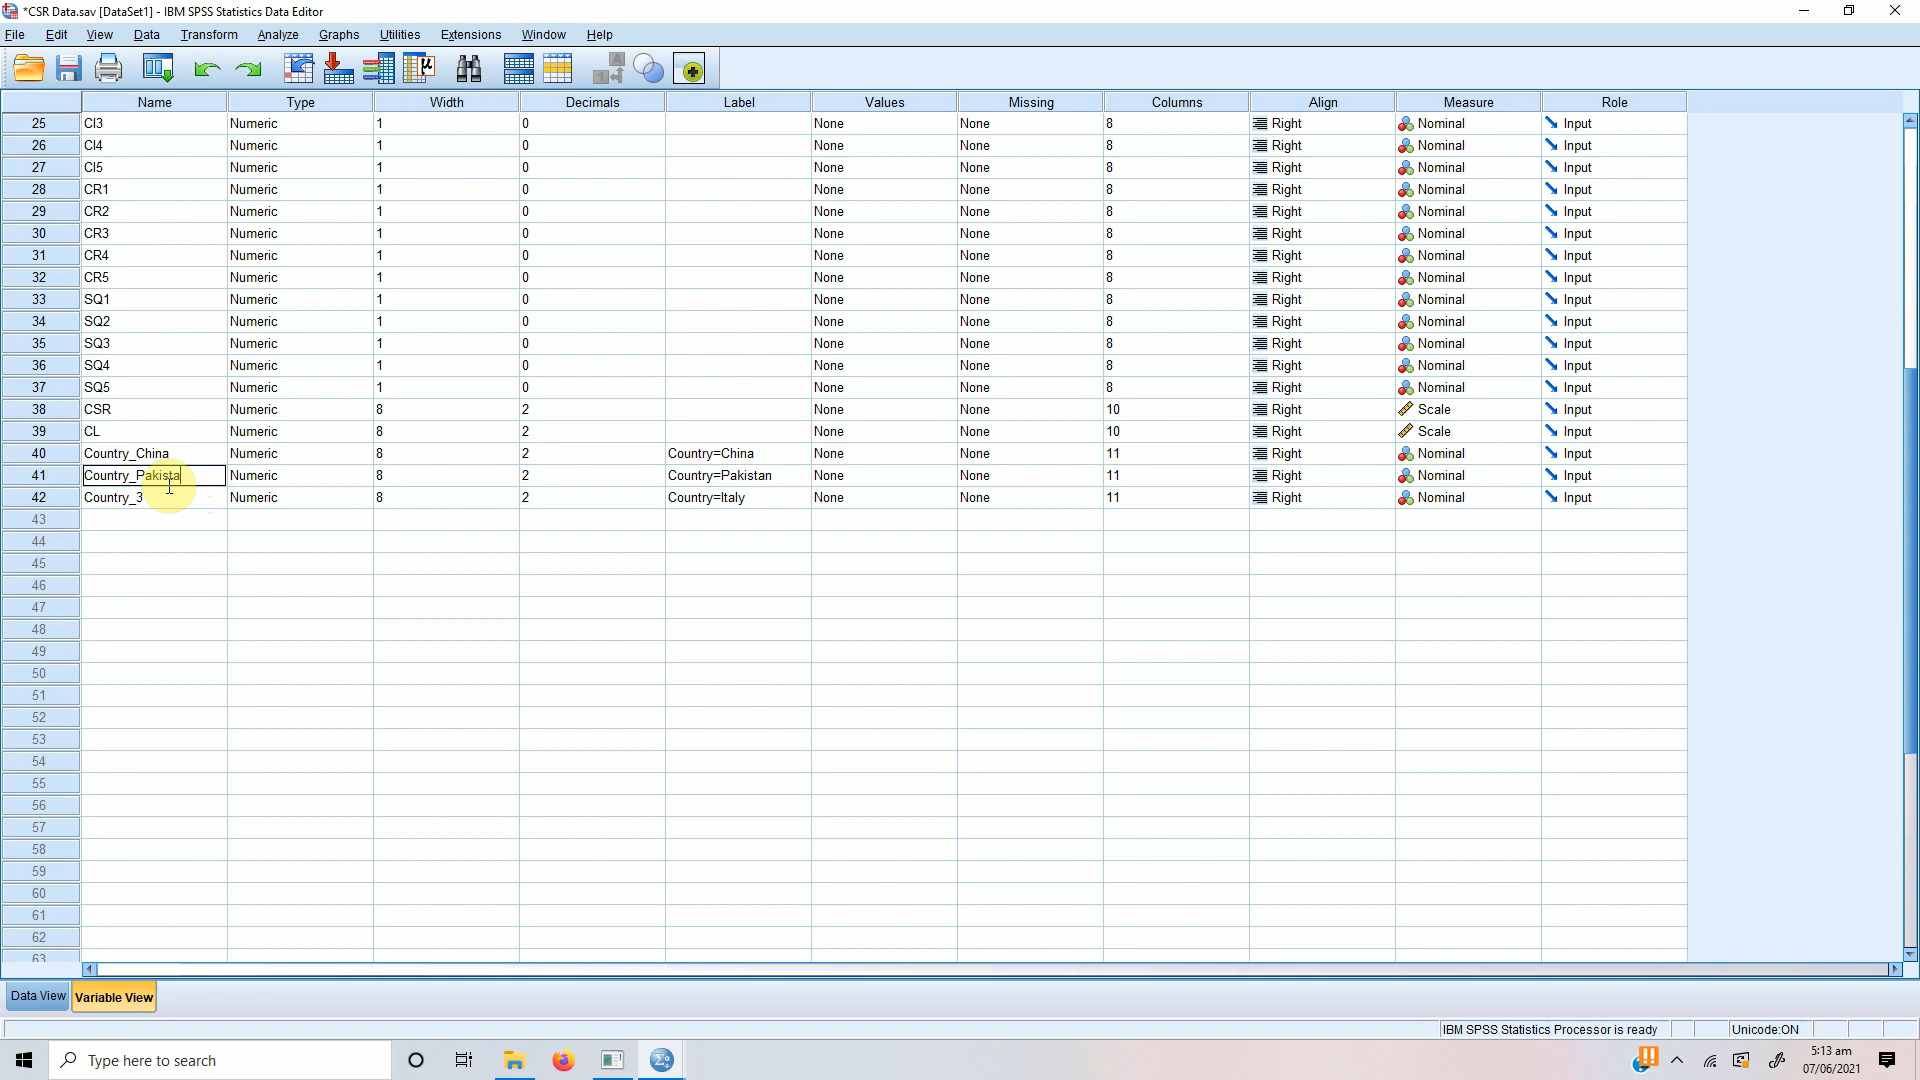 *CSR Data.sav [DataSet1] - IBM SPSS Statistics Data Editor
File Edit View Data Transform Analyze Graphs Utilities Extensions Window Help
Name Type Width Decimals Label Values Missing Columns Align Measure Role
25 CI3 Numeric 1 0 None None 8 Right Nominal Input
26 CI4 Numeric 1 0 None None 8 Right Nominal Input
27 CI5 Numeric 1 0 None None 8 Right Nominal Input
28 CR1 Numeric 1 0 None None 8 Right Nominal Input
29 CR2 Numeric 1 0 None None 8 Right Nominal Input
30 CR3 Numeric 1 0 None None 8 Right Nominal Input
31 CR4 Numeric 1 0 None None 8 Right Nominal Input
32 CR5 Numeric 1 0 None None 8 Right Nominal Input
33 SQ1 Numeric 1 0 None None 8 Right Nominal Input
34 SQ2 Numeric 1 0 None None 8 Right Nominal Input
35 SQ3 Numeric 1 0 None None 8 Right Nominal Input
36 SQ4 Numeric 1 0 None None 8 Right Nominal Input
37 SQ5 Numeric 1 0 None None 8 Right Nominal Input
38 CSR Numeric 8 2 None None 10 Right Scale Input
39 CL Numeric 8 2 None None 10 Right Scale Input
40 Country_China Numeric 8 2 Country=China None None 11 Right Nominal Input
41 Country_Pakista Numeric 8 2 Country=Pakistan None None 11 Right Nominal Input
42 Country_3 Numeric 8 2 Country=Italy None None 11 Right Nominal Input
43
44
45
46
47
48
49
50
51
52
53
54
55
56
57
58
59
60
61
62
63
Data View Variable View
IBM SPSS Statistics Processor is ready Unicode:ON
Type here to search
5:13 am
07/06/2021